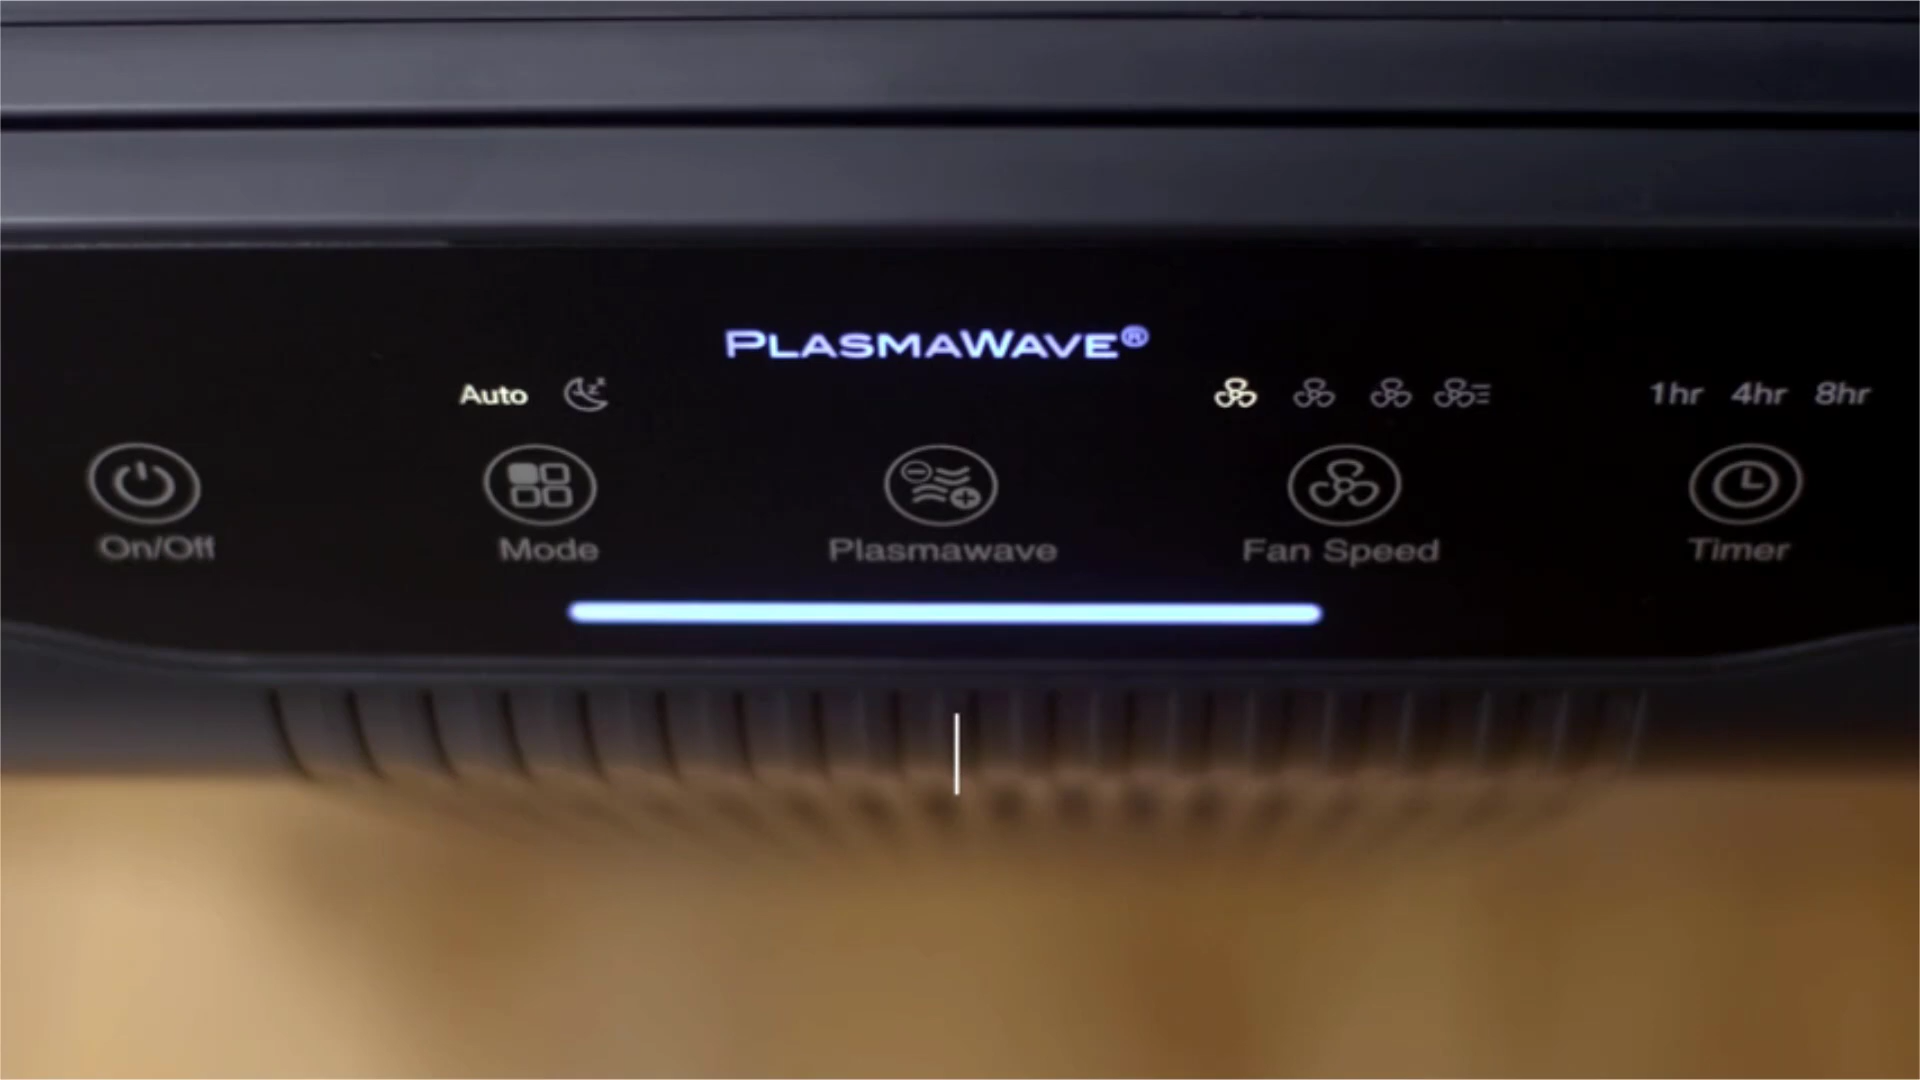 PLASMAWAVE®
Auto
1hr 4hr 8hr
On/Off
Mode
Plasmawave
Fan Speed
Timer